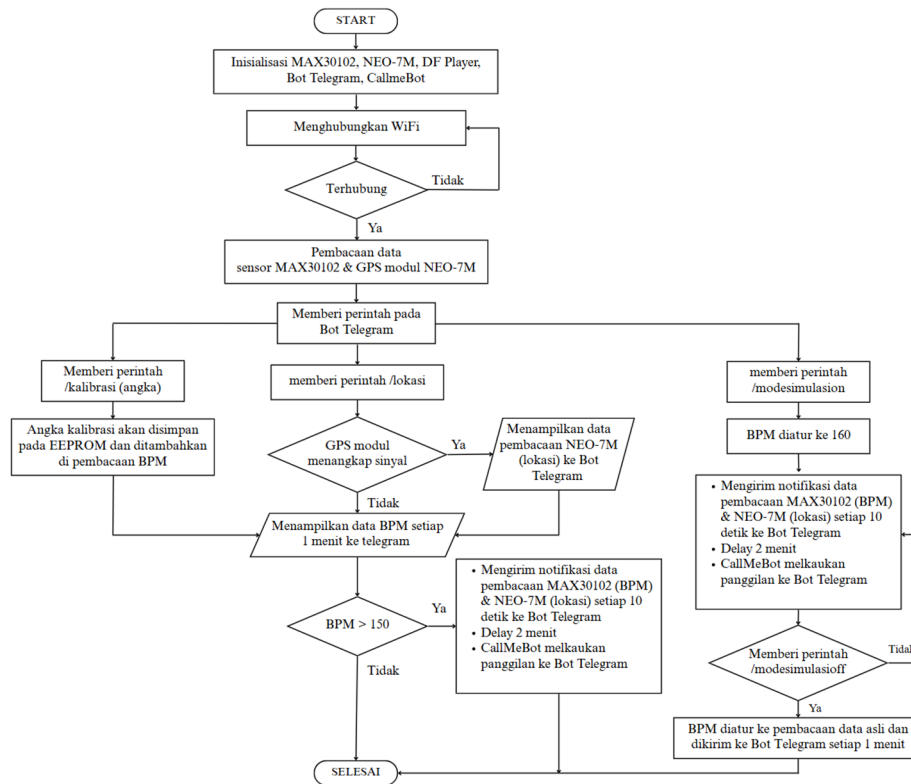 START
Inisialisasi MAX30102, NEO-7M, DF Player,
Bot Telegram, CallmeBot
Menghubungkan WiFi
Tidak
Terhubung
Ya
Pembacaan data
sensor MAX30102 & GPS modul NEO-7M
Memberi perintah pada
Bot Telegram
Memberi perintah
/kalibrasi (angka)
Angka kalibrasi akan disimpan
pada EEPROM dan ditambahkan
di pembacaan BPM
memberi perintah /lokasi
GPS modul
menangkap sinyal
Ya
Menampilkan data
pembacaan NEO-7M
(lokasi) ke Bot
Telegram
Tidak
Menampilkan data BPM setiap
1 menit ke telegram
BPM > 150
Ya
• Mengirim notifikasi data
pembacaan MAX30102 (BPM)
& NEO-7M (lokasi) setiap 10
detik ke Bot Telegram
• Delay 2 menit
• CallMeBot melkaukan
panggilan ke Bot Telegram
Tidak
memberi perintah
/modesimulasion
BPM diatur ke 160
• Mengirim notifikasi data
pembacaan MAX30102 (BPM)
& NEO-7M (lokasi) setiap 10
detik ke Bot Telegram
• Delay 2 menit
• CallMeBot melkaukan
panggilan ke Bot Telegram
Memberi perintah
/modesimulasioff
Tidak
Ya
BPM diatur ke pembacaan data asli dan
dikirim ke Bot Telegram setiap 1 menit
SELESAI